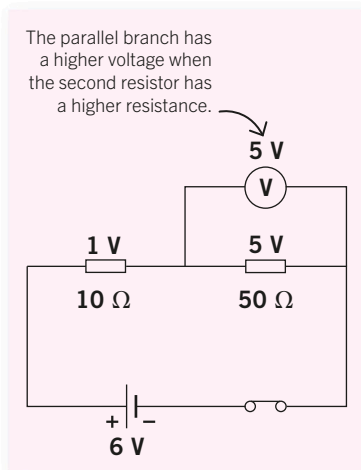 The parallel branch has
a higher voltage when
the second resistor has
a higher resistance.
5 V
V
1 V
5 V
10 Ω
50 Ω
+
–
6 V